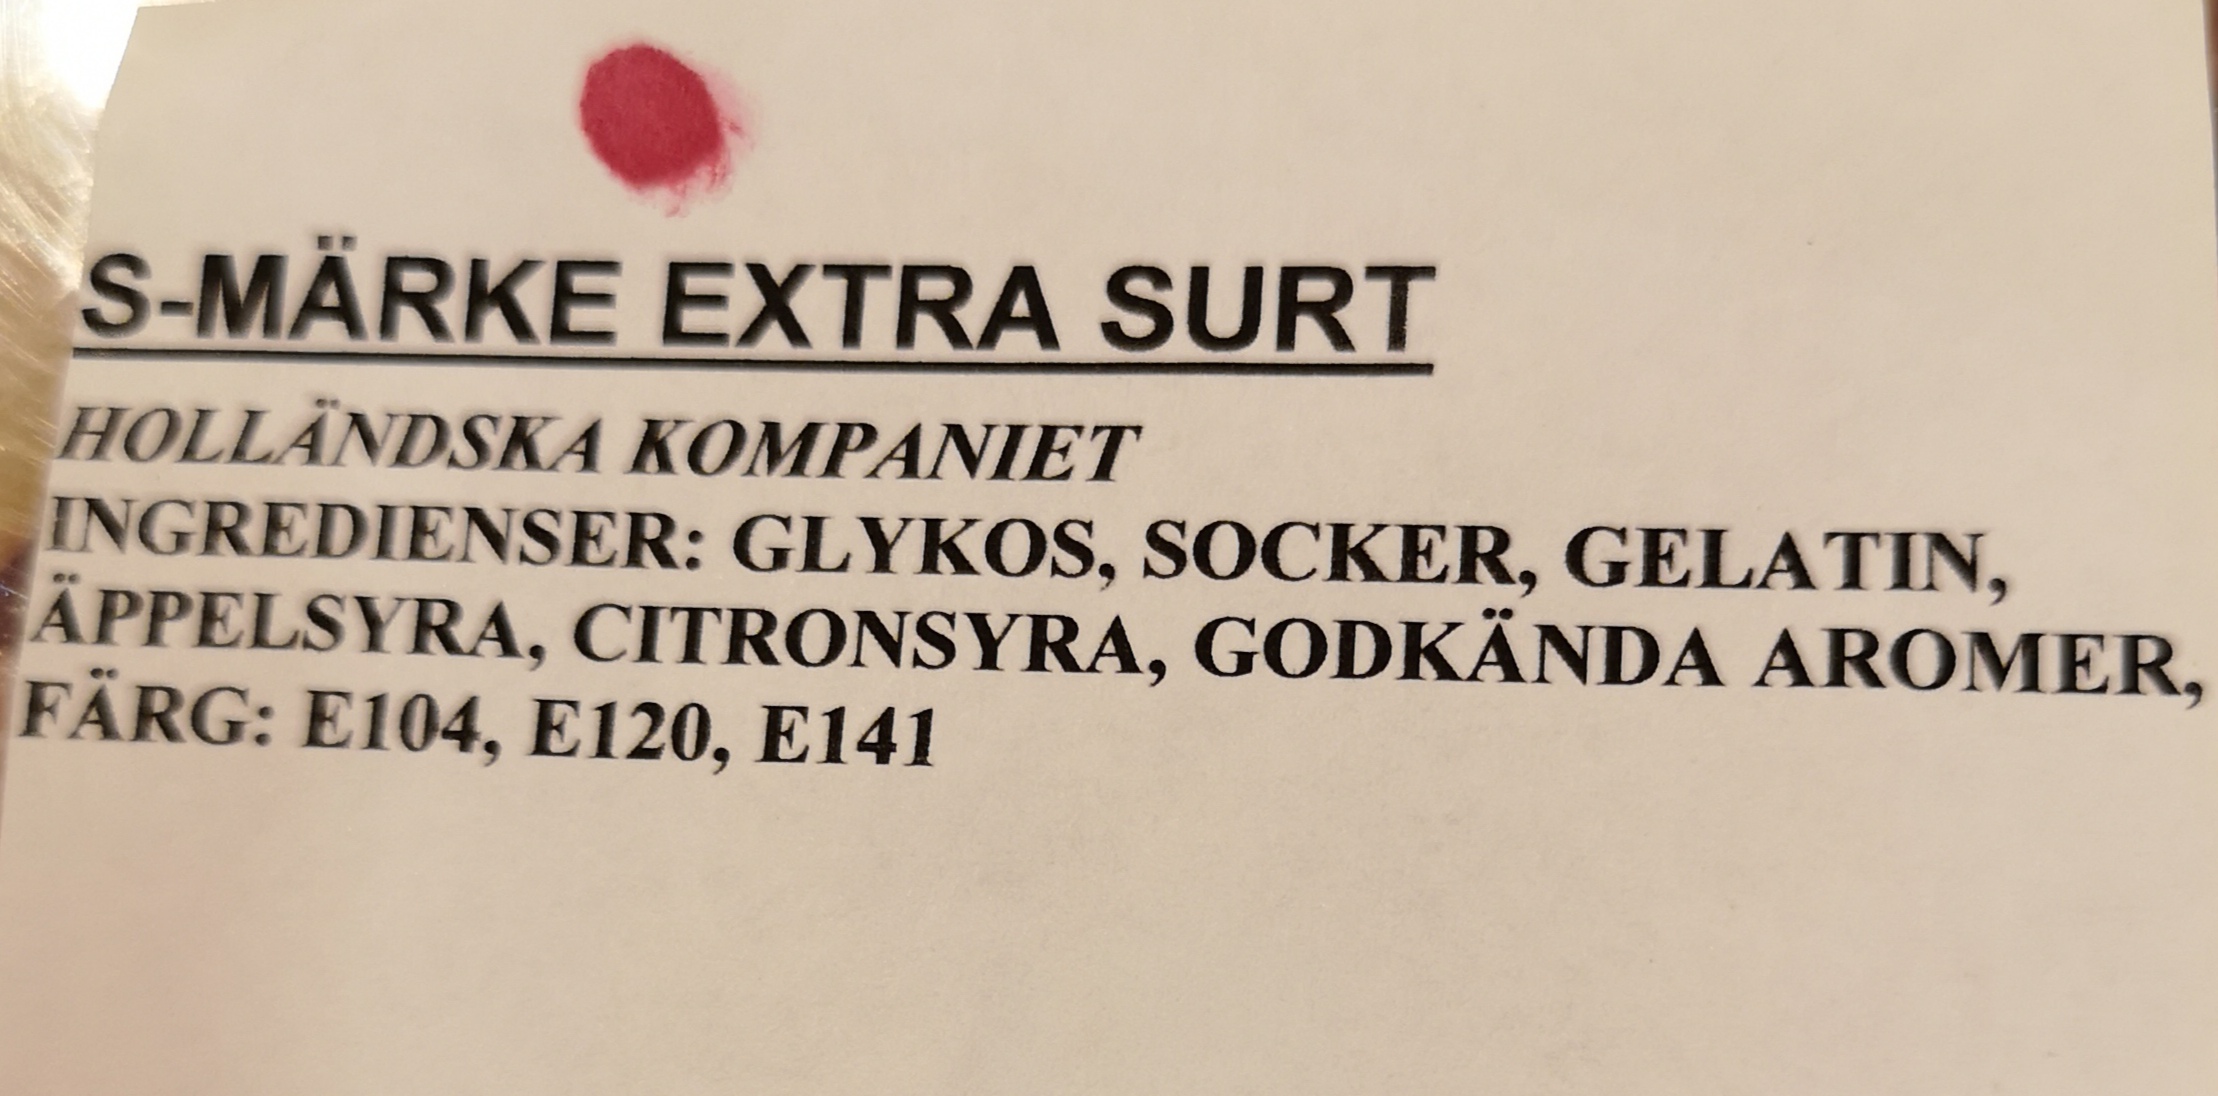 S-MÄRKE EXTRA SURT
HOLLÄNDSKA KOMPANIET
INGREDIENSER: GLYKOS, SOCKER, GELATIN,
ÄPPELSYRA, CITRONSYRA, GODKÄNDA AROMER,
FÄRG: E104, E120, E141